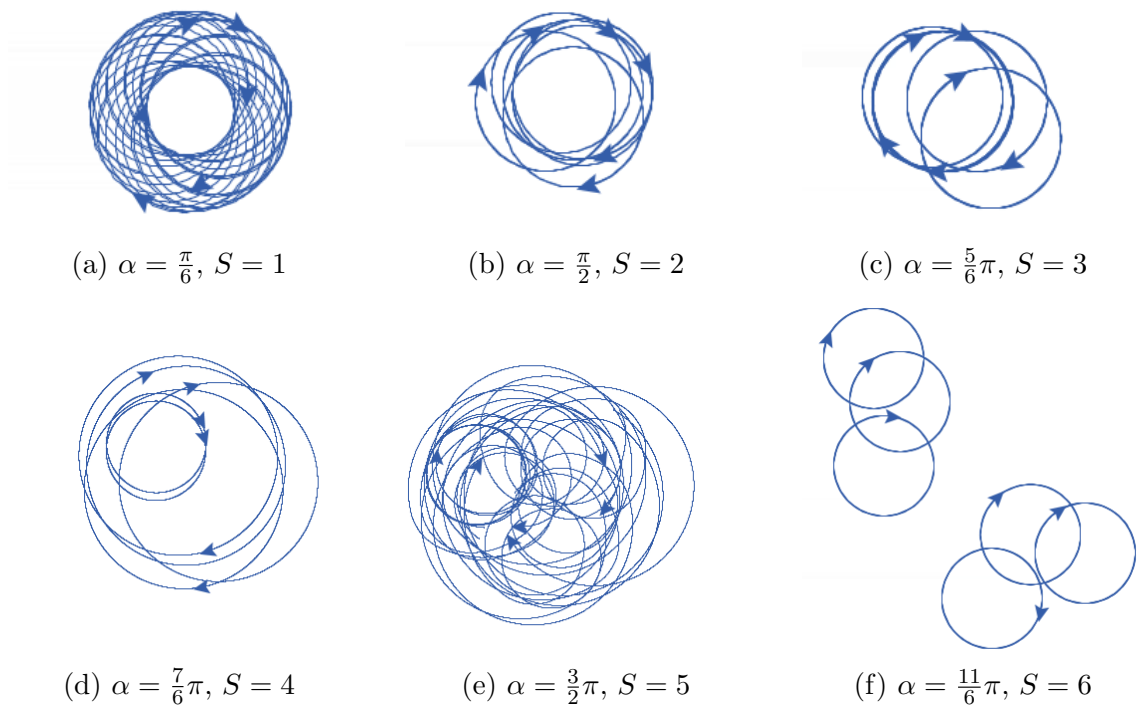 (a) α = π/6, S = 1
(b) α = π/2, S = 2
(c) α = 5/6π, S = 3
(d) α = 7/6π, S = 4
(e) α = 3/2π, S = 5
(f) α = 11/6π, S = 6